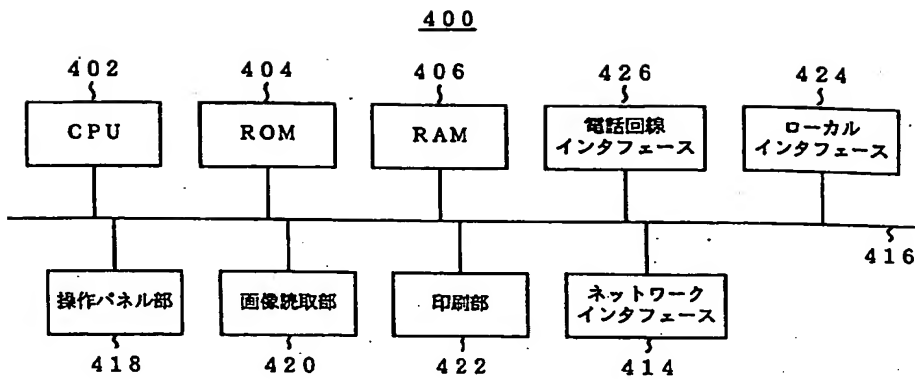 400
402
404
406
426
424
CPU
ROM
RAM
電話回線
インタフェース
ローカル
インタフェース
416
操作パネル部
画像読取部
印刷部
ネットワーク
インタフェース
418
420
422
414